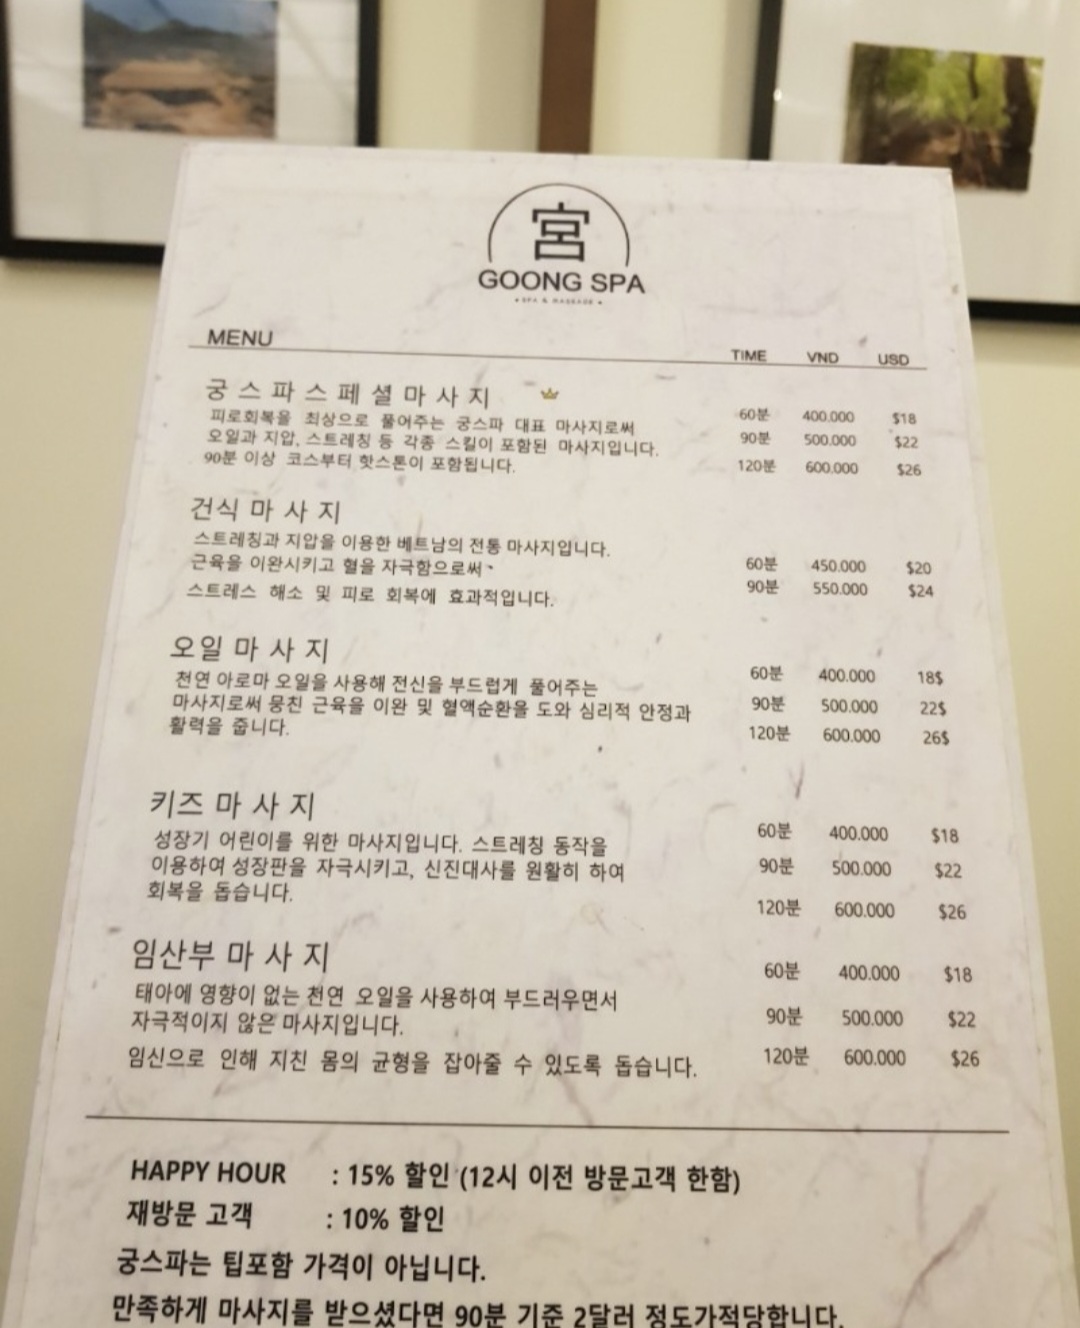 宮
GOONG SPA
• SPA & MASSAGE •
MENU TIME VND USD
궁 스 파 스 페 셜 마 사 지
피로회복을 최상으로 풀어주는 궁스파 대표 마사지로써 60분 400.000 $18
오일과 지압, 스트레칭 등 각종 스킬이 포함된 마사지입니다. 90분 500.000 $22
90분 이상 코스부터 핫스톤이 포함됩니다. 120분 600.000 $26
건식 마 사 지
스트레칭과 지압을 이용한 베트남의 전통 마사지입니다.
근육을 이완시키고 혈을 자극함으로써 60분 450.000 $20
스트레스 해소 및 피로 회복에 효과적입니다. 90분 550.000 $24
오일 마 사 지
천연 아로마 오일을 사용해 전신을 부드럽게 풀어주는 60분 400.000 18$
마사지로써 뭉친 근육을 이완 및 혈액순환을 도와 심리적 안정과 90분 500.000 22$
활력을 줍니다. 120분 600.000 26$
키즈 마 사 지
성장기 어린이를 위한 마사지입니다. 스트레칭 동작을 60분 400.000 $18
이용하여 성장판을 자극시키고, 신진대사를 원활히 하여 90분 500.000 $22
회복을 돕습니다. 120분 600.000 $26
임산부 마 사 지
태아에 영향이 없는 천연 오일을 사용하여 부드러우면서 60분 400.000 $18
자극적이지 않은 마사지입니다. 90분 500.000 $22
임신으로 인해 지친 몸의 균형을 잡아줄 수 있도록 돕습니다. 120분 600.000 $26
HAPPY HOUR : 15% 할인 (12시 이전 방문고객 한함)
재방문 고객 : 10% 할인
궁스파는 팁포함 가격이 아닙니다.
만족하게 마사지를 받으셨다면 90분 기준 2달러 정도가적당합니다.